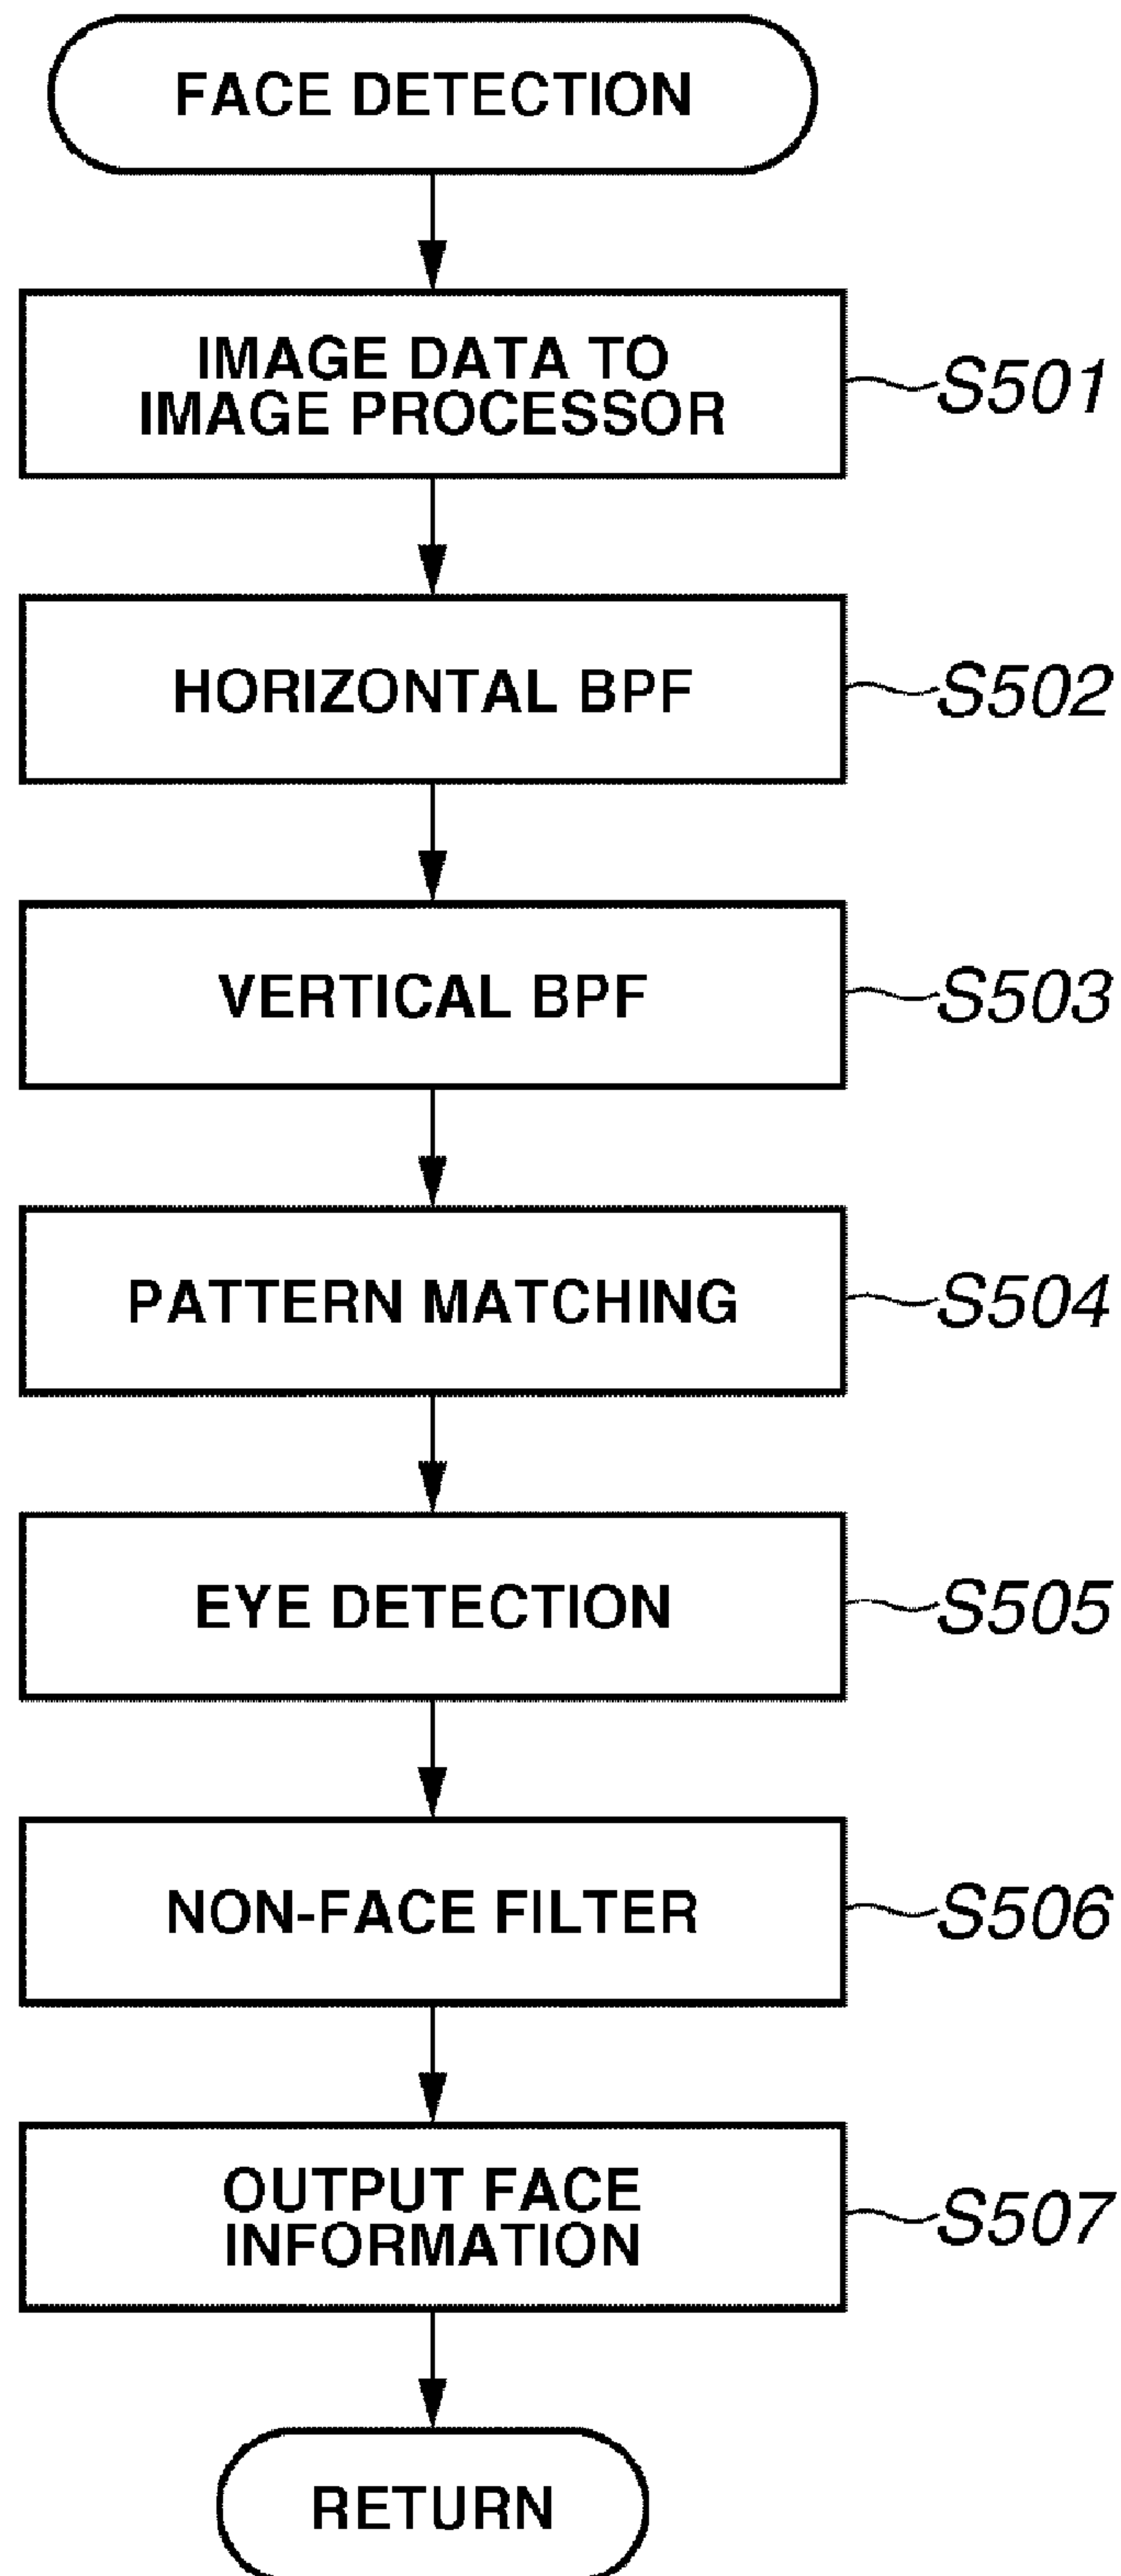 FACE DETECTION
IMAGE DATA TO
IMAGE PROCESSOR
S501
HORIZONTAL BPF
S502
VERTICAL BPF
S503
PATTERN MATCHING
S504
EYE DETECTION
S505
NON-FACE FILTER
S506
OUTPUT FACE
INFORMATION
S507
RETURN